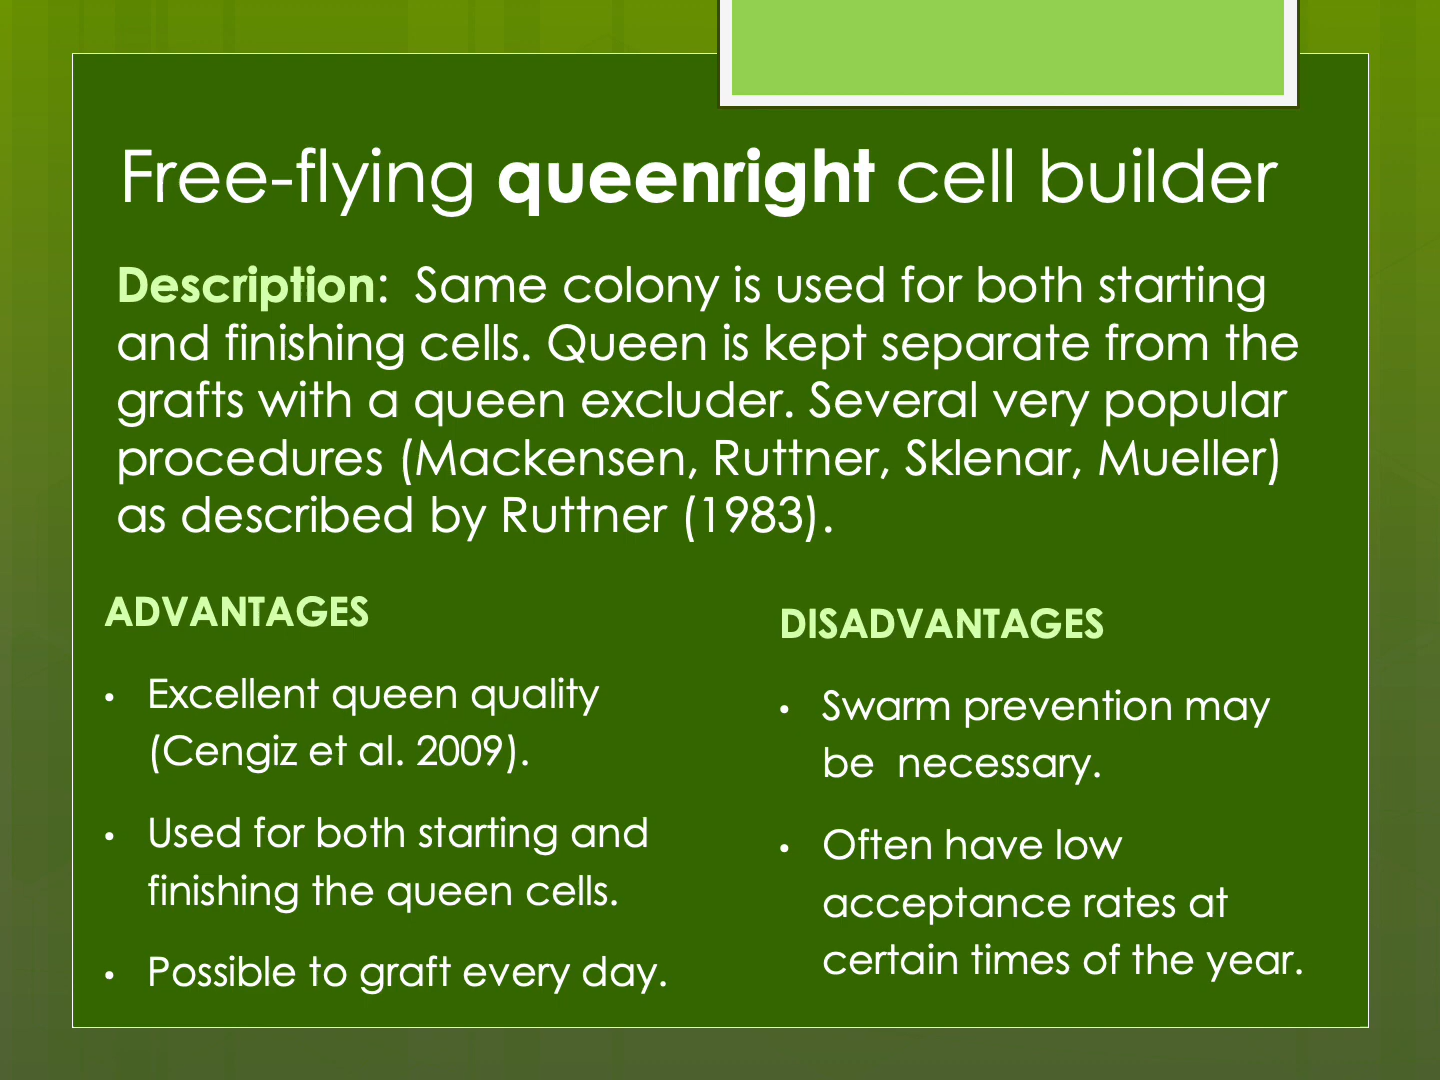 Free-flying queenright cell builder
Description:  Same colony is used for both starting
and finishing cells. Queen is kept separate from the
grafts with a queen excluder. Several very popular
procedures (Mackensen, Ruttner, Sklenar, Mueller)
as described by Ruttner (1983).
ADVANTAGES
• Excellent queen quality
(Cengiz et al. 2009).
• Used for both starting and
finishing the queen cells.
• Possible to graft every day.
DISADVANTAGES
• Swarm prevention may
be  necessary.
• Often have low
acceptance rates at
certain times of the year.